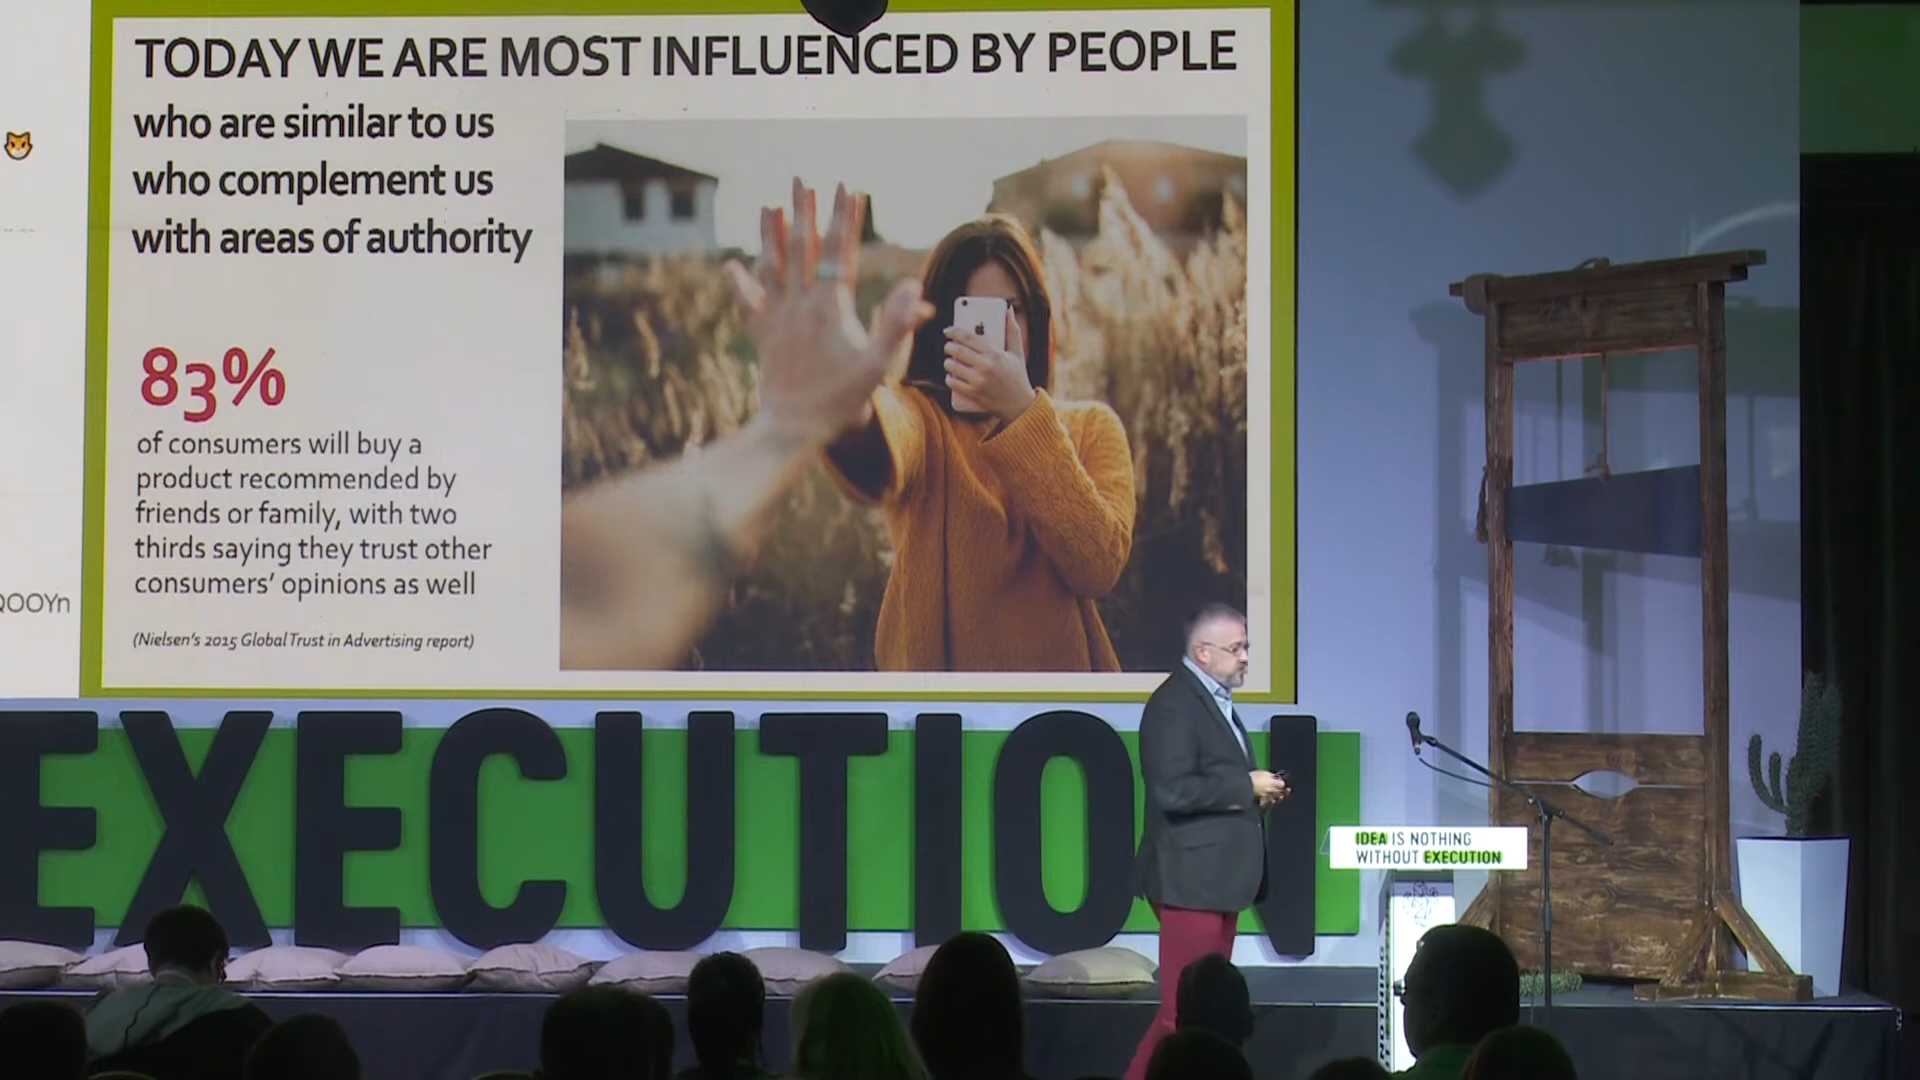 TODAY WE ARE MOST INFLUENCED BY PEOPLE
who are similar to us
who complement us
with areas of authority
83%
of consumers will buy a
product recommended by
friends or family, with two
thirds saying they trust other
consumers' opinions as well
(Nielsen's 2015 Global Trust in Advertising report)
QOOYn
EXECUTION
IDEA IS NOTHING
WITHOUT EXECUTION
NOTHING